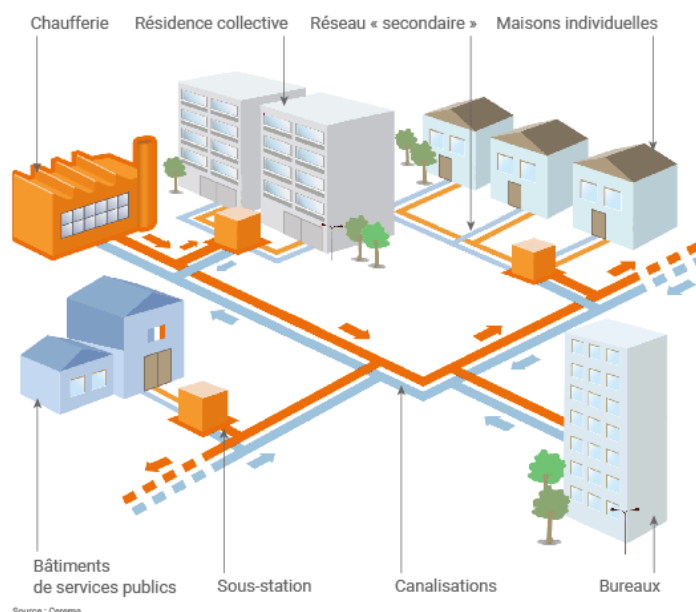 Chaufferie
Résidence collective
Réseau « secondaire »
Maisons individuelles
Bâtiments
de services publics
Sous-station
Canalisations
Bureaux
Source : Cerema